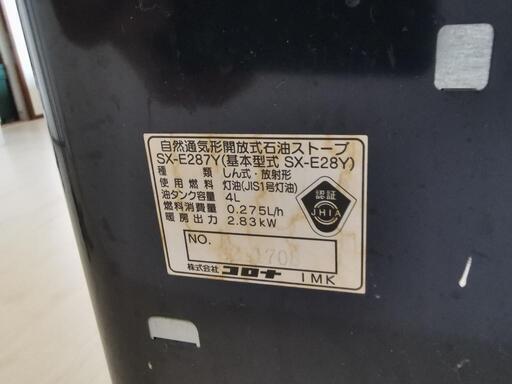 自然通気形開放式石油ストーブ
SX-E287Y(基本型式 SX-E28Y)
種類 しん式・放射形
使用燃料 灯油(JIS1号灯油)
油タンク容量 4L
燃料消費量 0.275L/h
暖房出力 2.83kW
認証
JHIA
NO.
株式会社 コロナ IMK